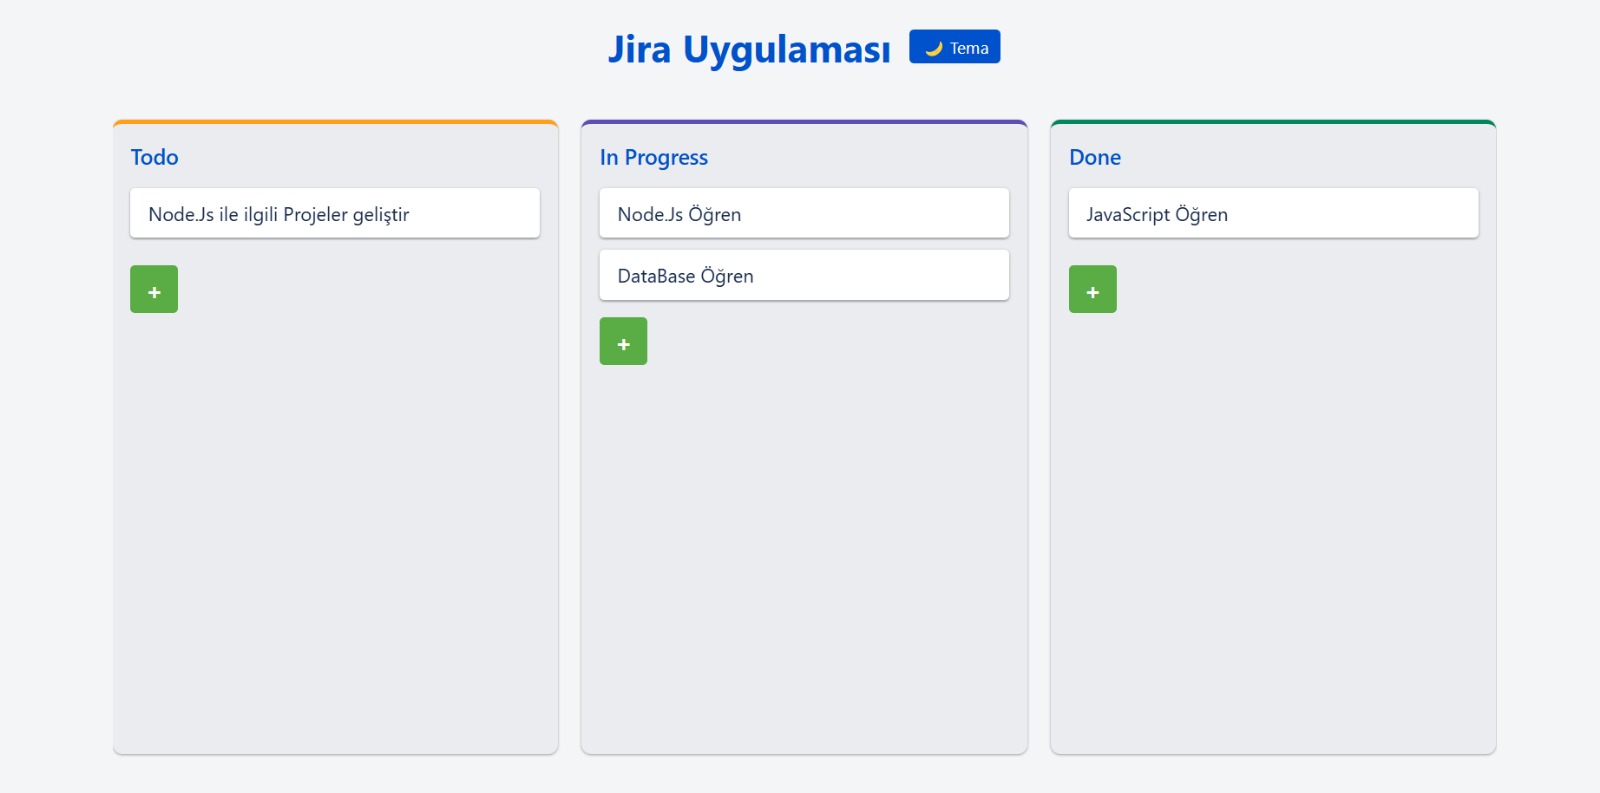 Jira Uygulaması
🌙 Tema
Todo
Node.Js ile ilgili Projeler geliştir
+
In Progress
Node.Js Öğren
DataBase Öğren
+
Done
JavaScript Öğren
+